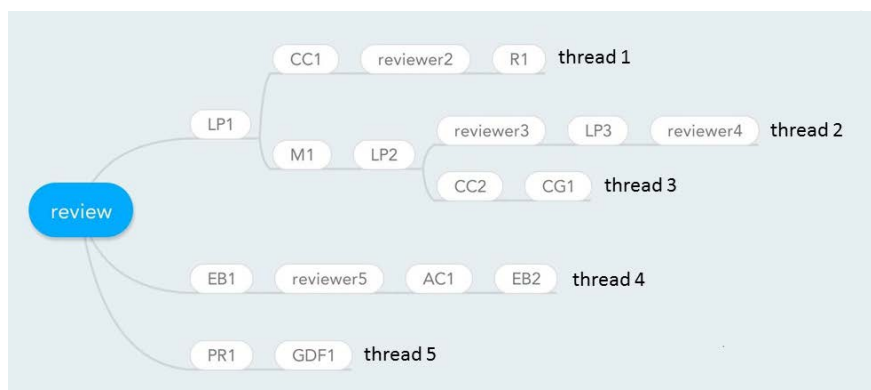 CC1 reviewer2 R1 thread 1
LP1
reviewer3 LP3 reviewer4 thread 2
M1 LP2
CC2 CG1 thread 3
review
EB1 reviewer5 AC1 EB2 thread 4
PR1 GDF1 thread 5